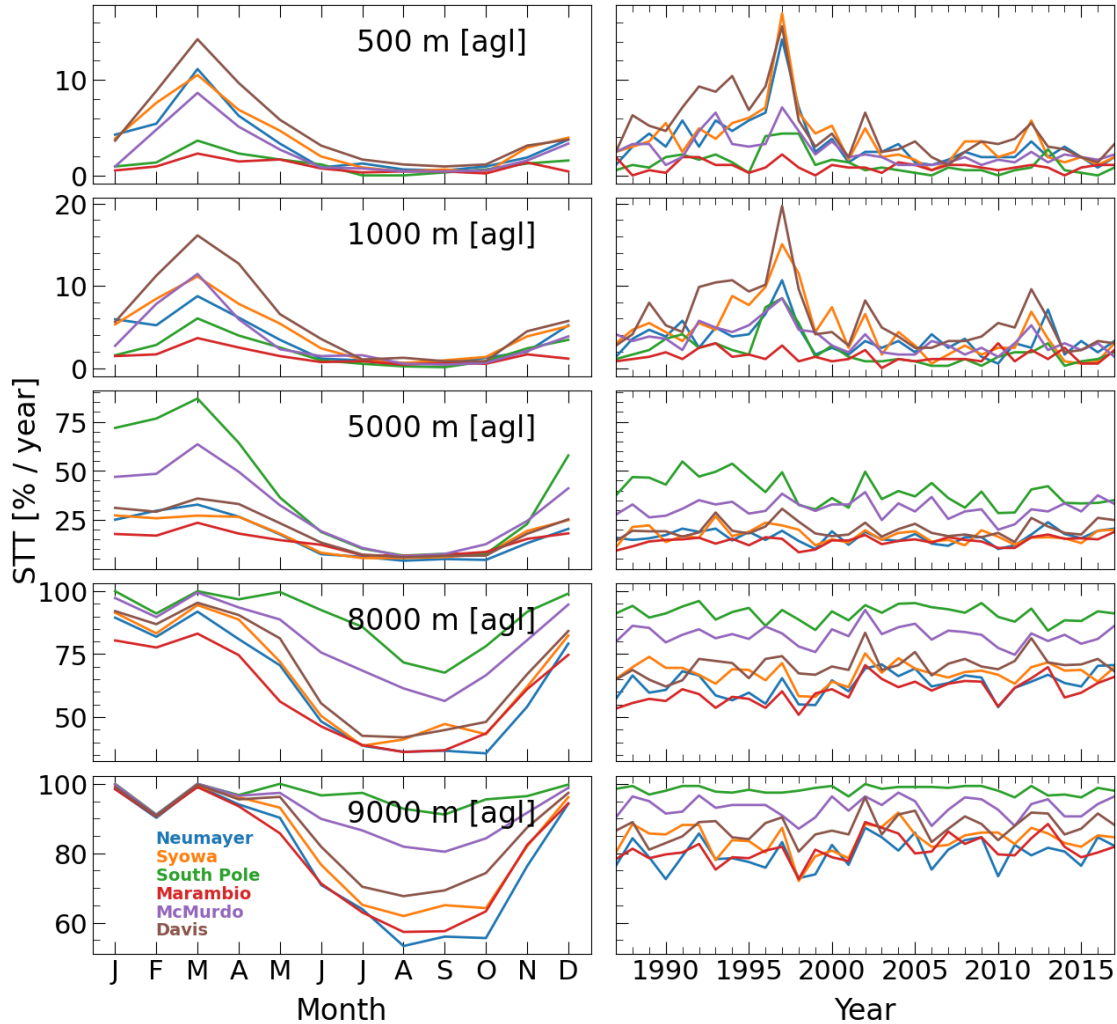 500 m [agl]
10
0
1000 m [agl]
20
10
0
5000 m [agl]
75
50
25
STTT [% / year]
8000 m [agl]
100
75
50
9000 m [agl]
100
80
60
Neumayer
Syowa
South Pole
Marambio
McMurdo
Davis
J F M A M J J A S O N D
1990 1995 2000 2005 2010 2015
Month
Year